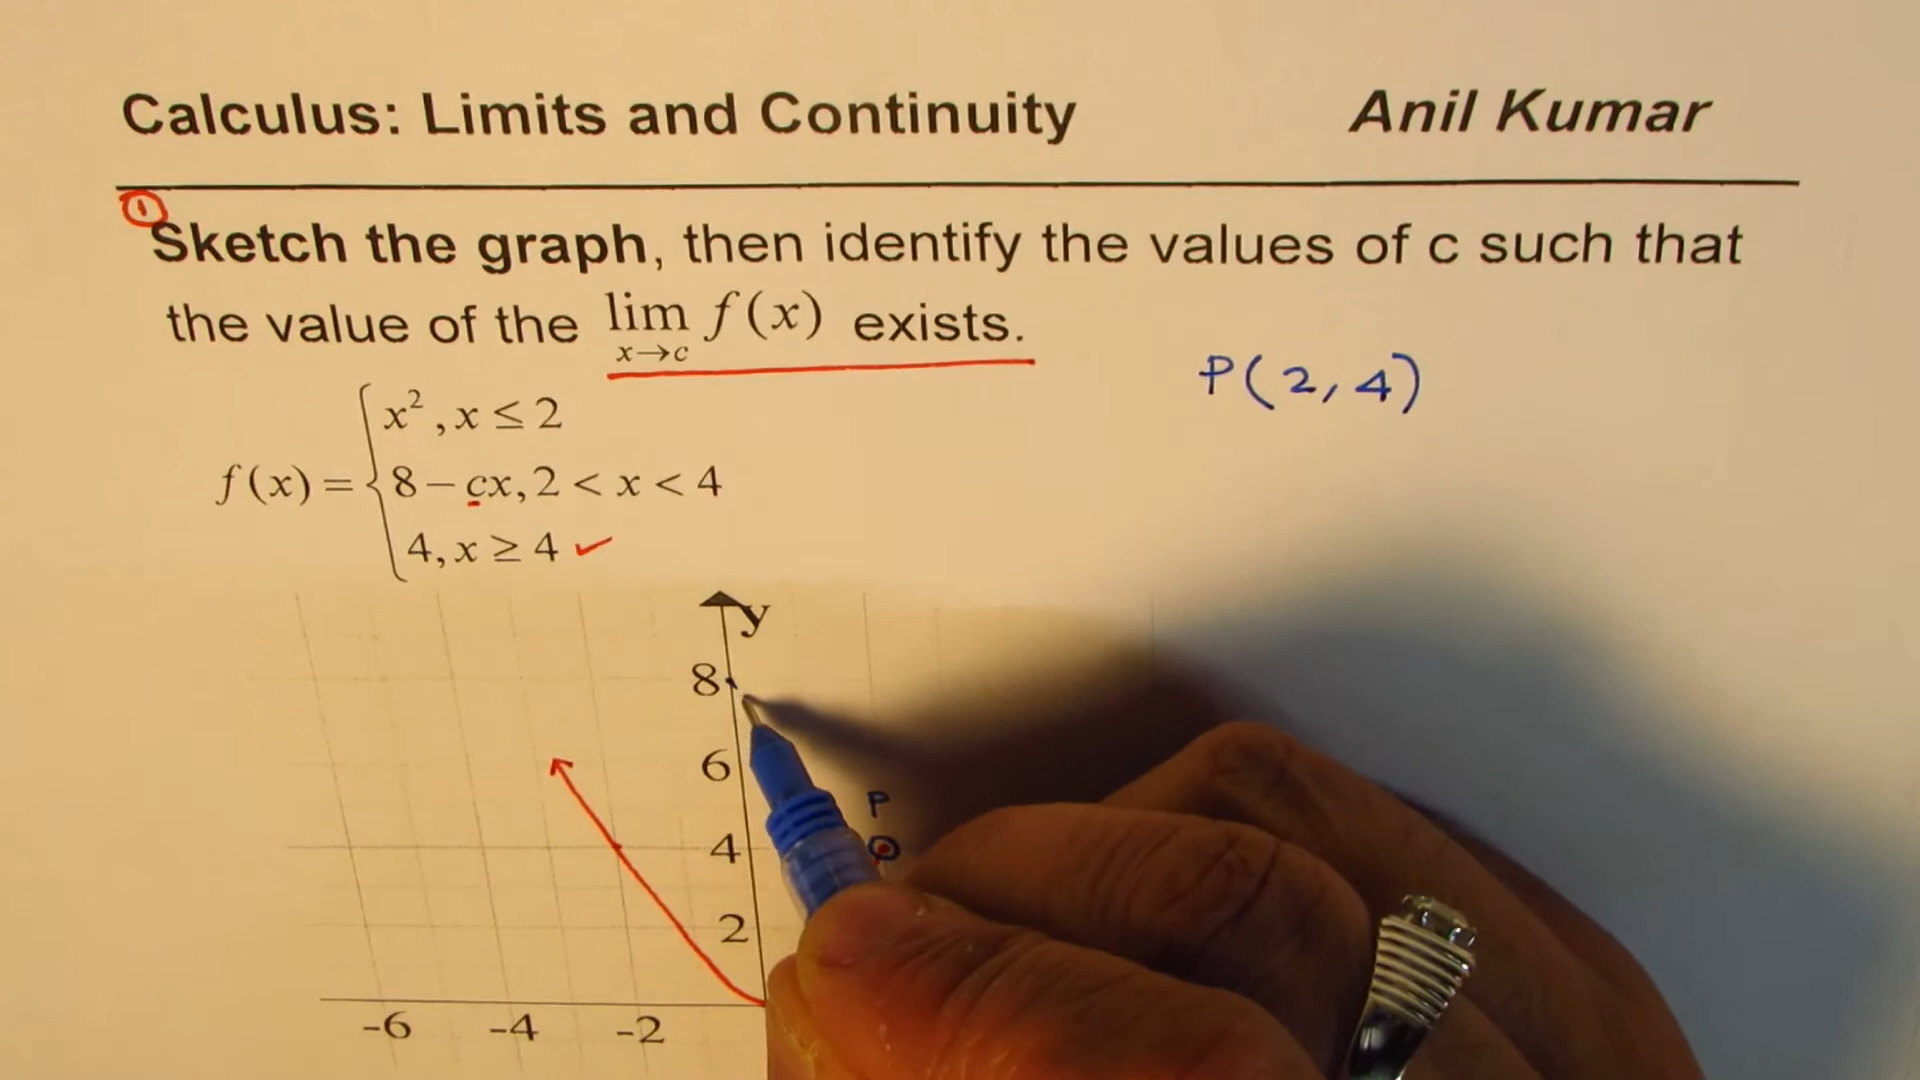 Calculus: Limits and Continuity Anil Kumar
① Sketch the graph, then identify the values of c such that
the value of the lim x→c f(x) exists.
P(2, 4)
f(x) = { x², x ≤ 2
8 − cx, 2 < x < 4
4, x ≥ 4 ✓
y
8
6
P
4
2
-6 -4 -2